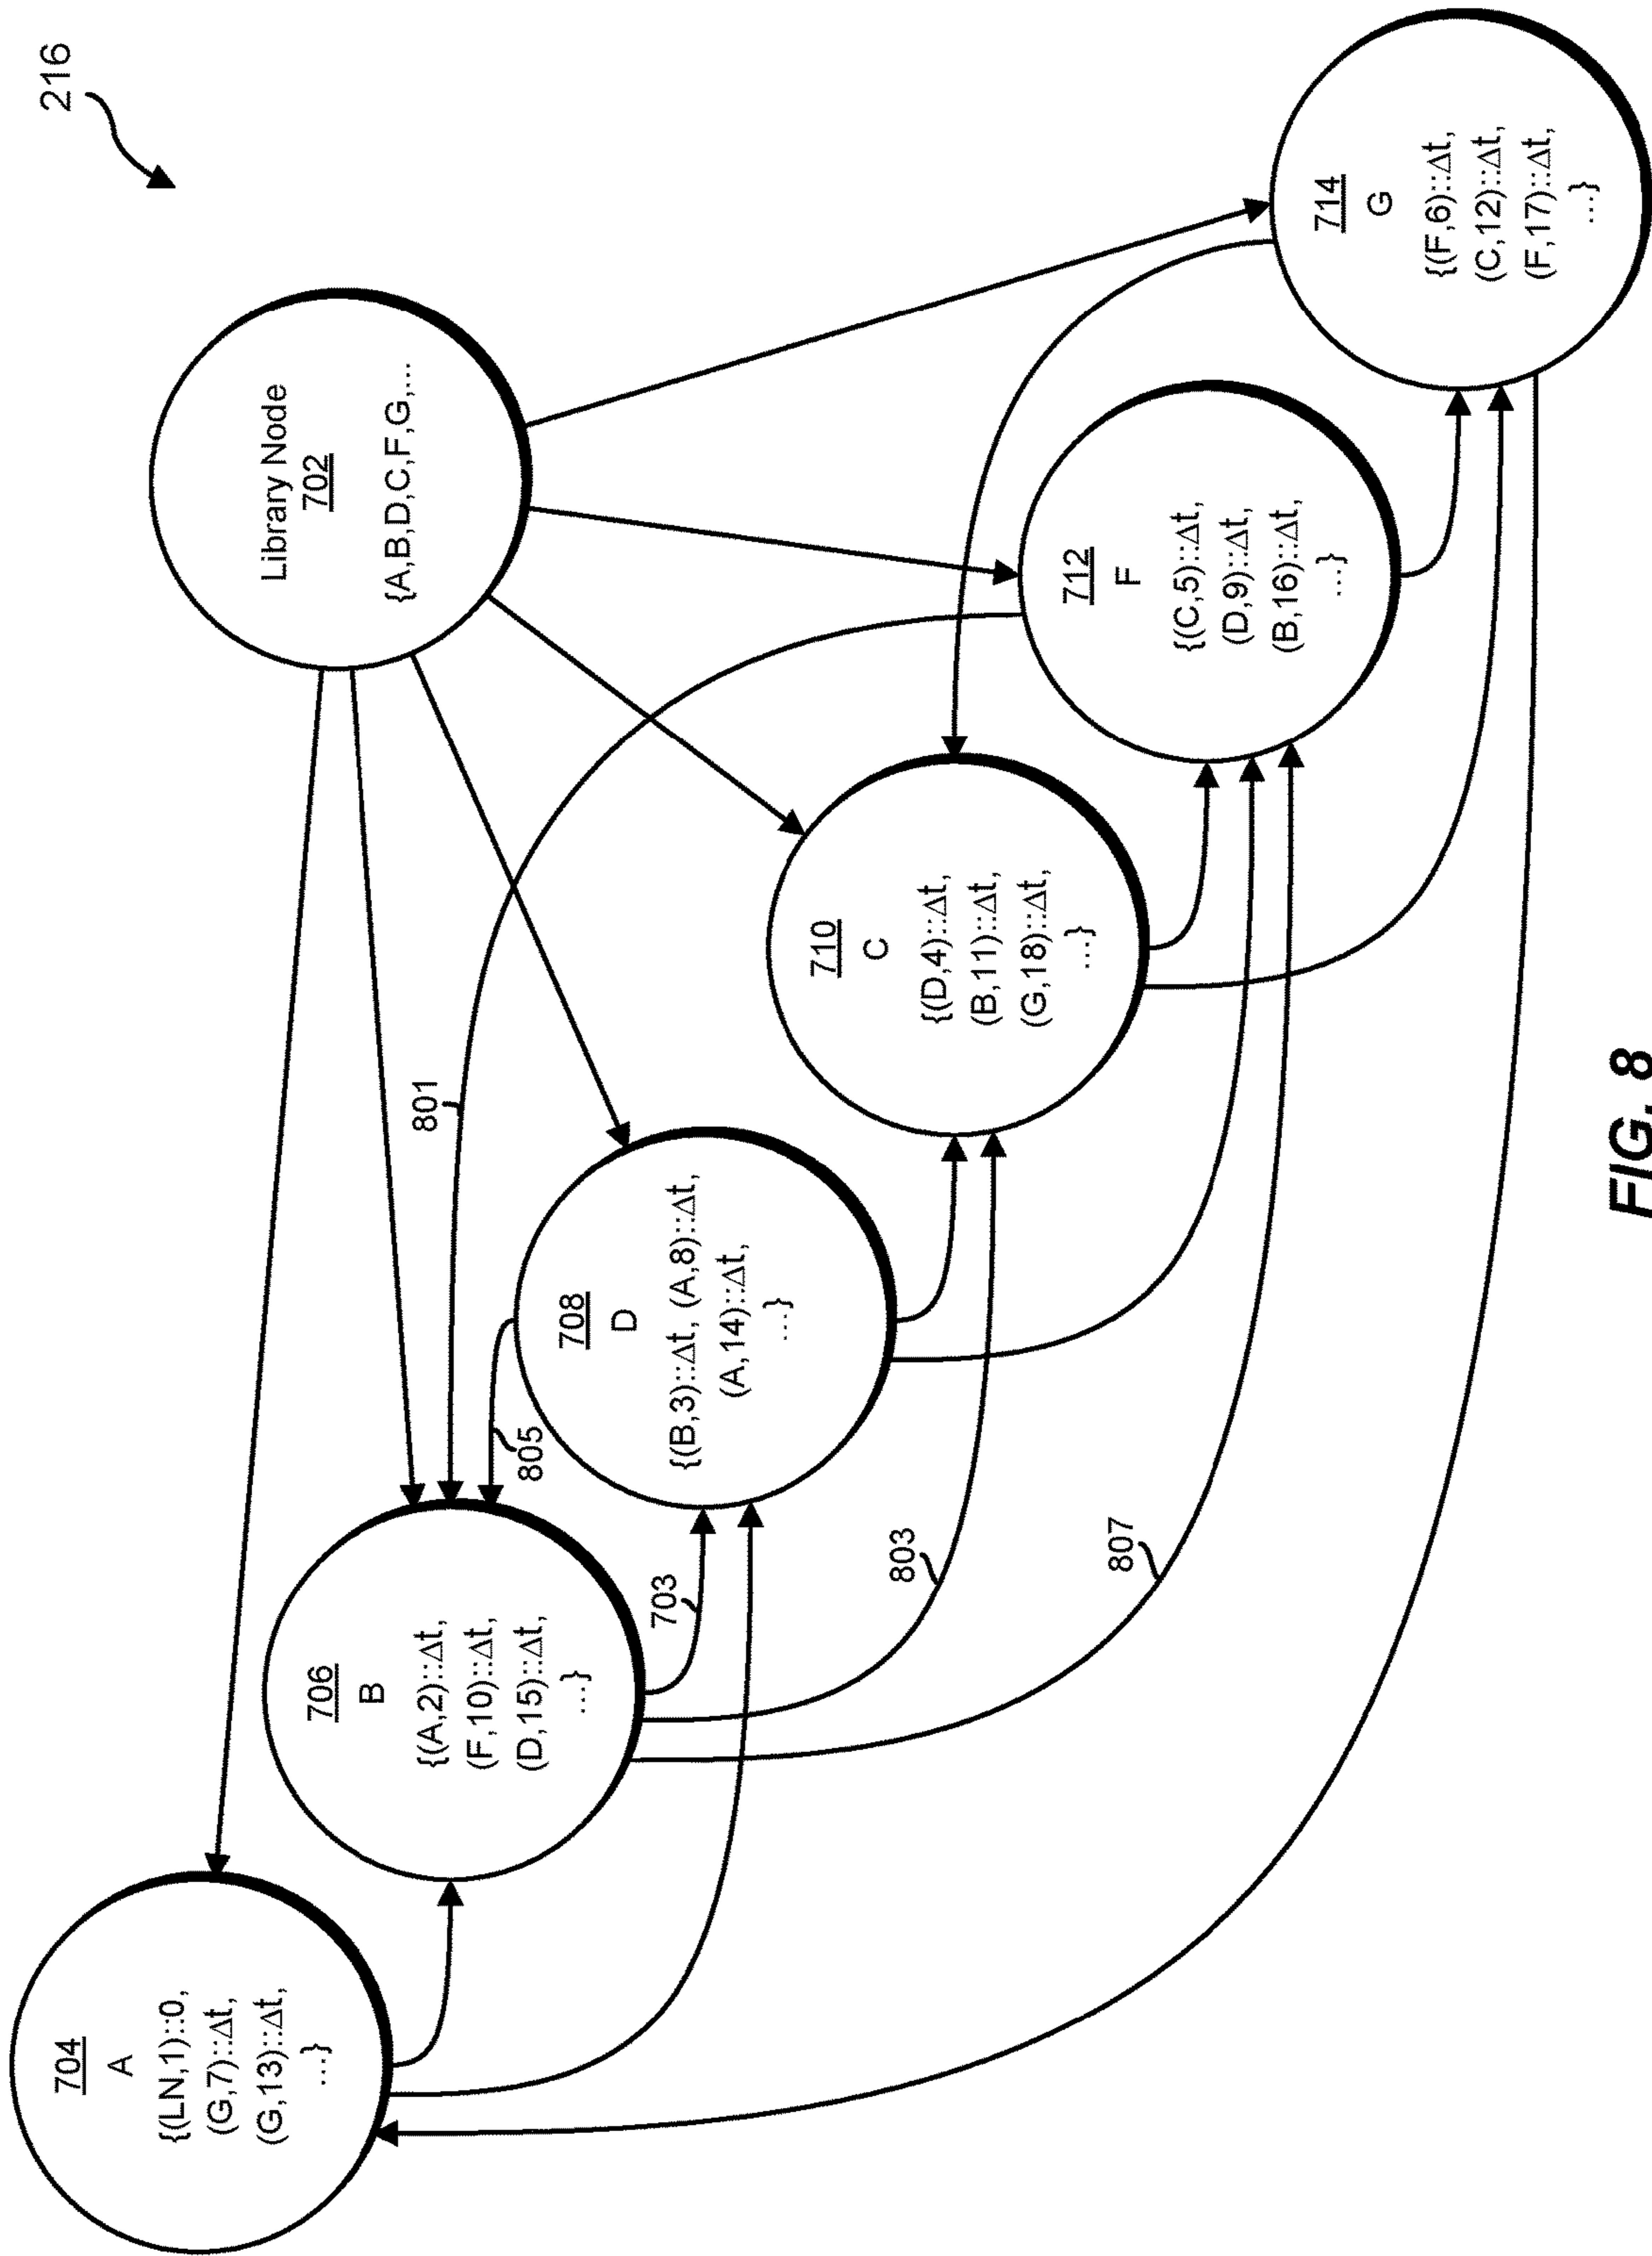 216
Library Node
702
{A,B,D,C,F,G,...
704
A
{(LN,1)::0,
(G,7)::Δt,
(G,13)::Δt,
...}
706
B
{(A,2)::Δt,
(F,10)::Δt,
(D,15)::Δt,
...}
708
D
{(B,3)::Δt, (A,8)::Δt,
(A,14)::Δt,
...}
710
C
{(D,4)::Δt,
(B,11)::Δt,
(G,18)::Δt,
...}
712
F
{(C,5)::Δt,
(D,9)::Δt,
(B,16)::Δt,
...}
714
G
{(F,6)::Δt,
(C,12)::Δt,
(F,17)::Δt,
...}
801
805
703
803
807
FIG. 8